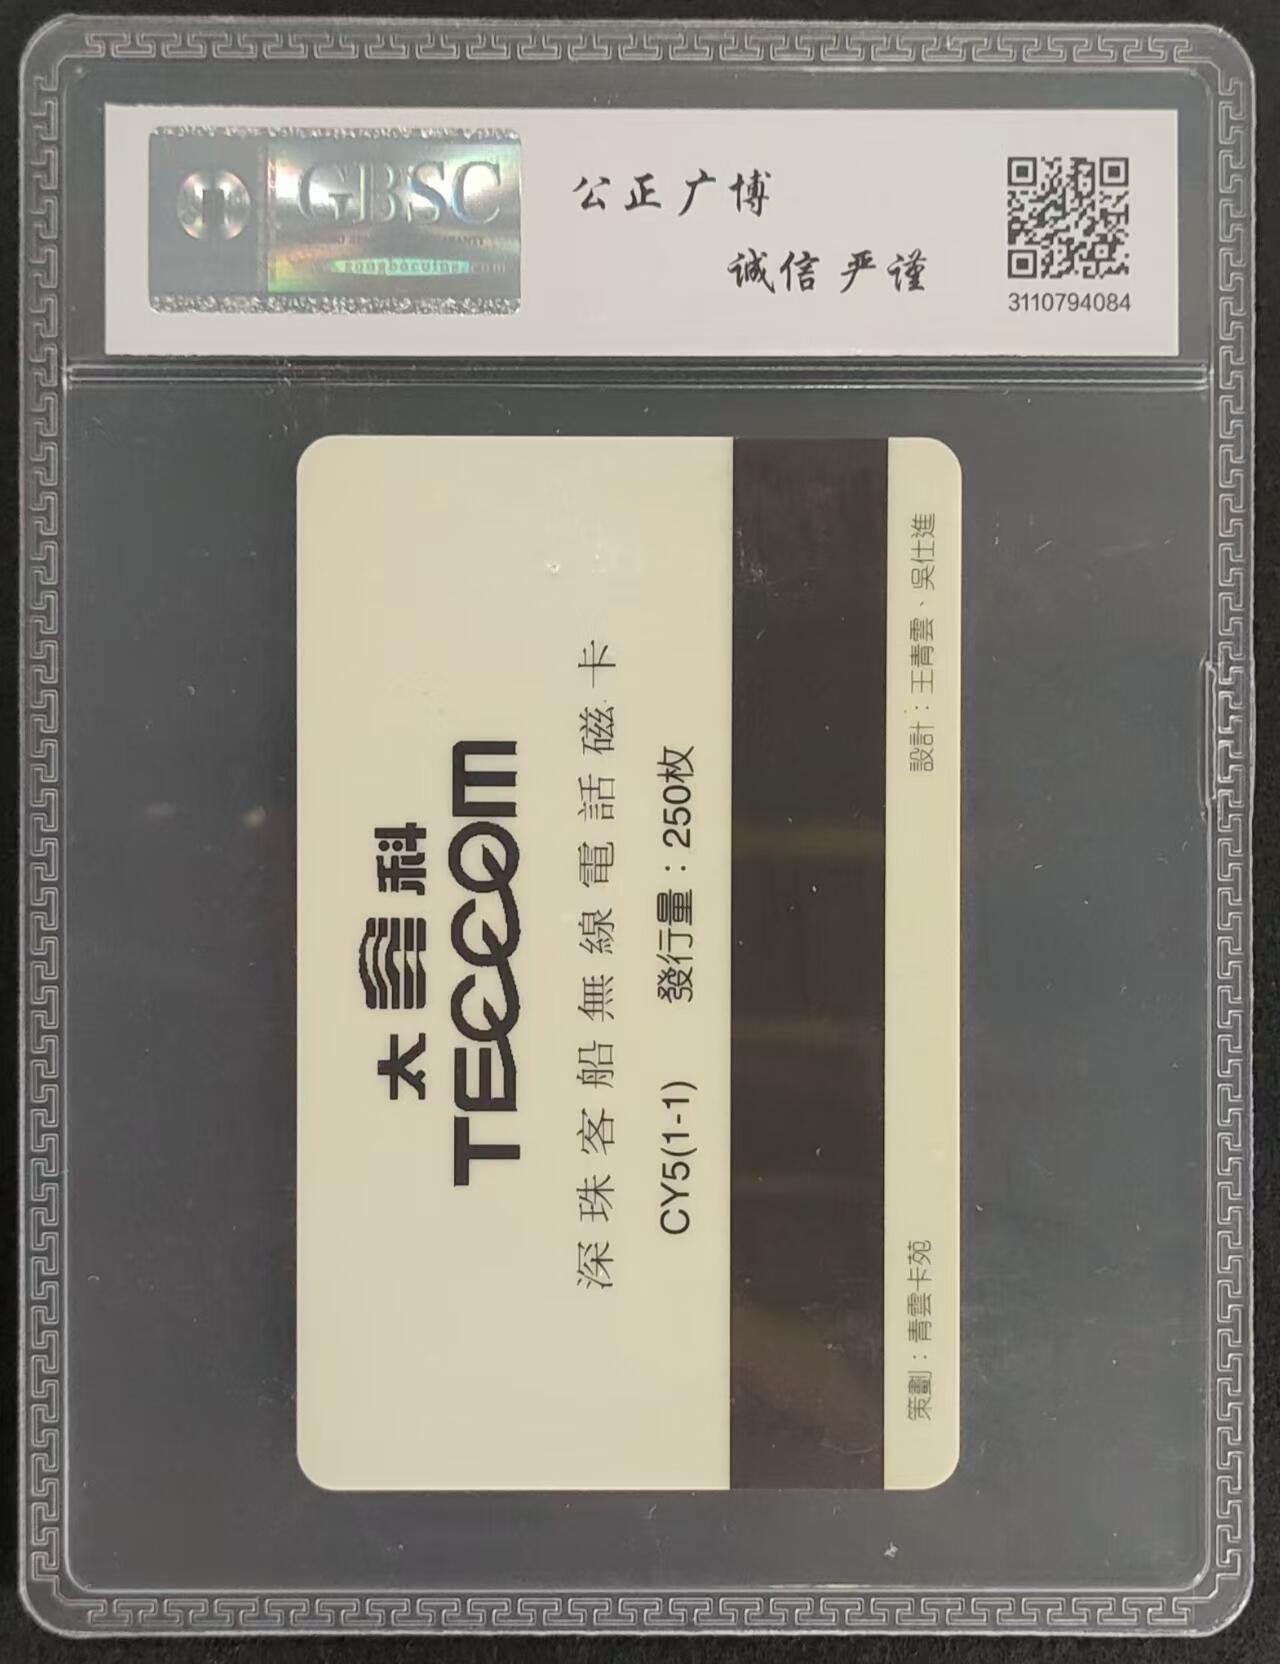 GBSC
公正广博
诚信严谨
3110794084
太普科
TECCOM
深珠客船無線電話磁卡
CY5(1-1) 發行量：250枚
策劃：青雲卡苑
設計：王青雲、吳仕進